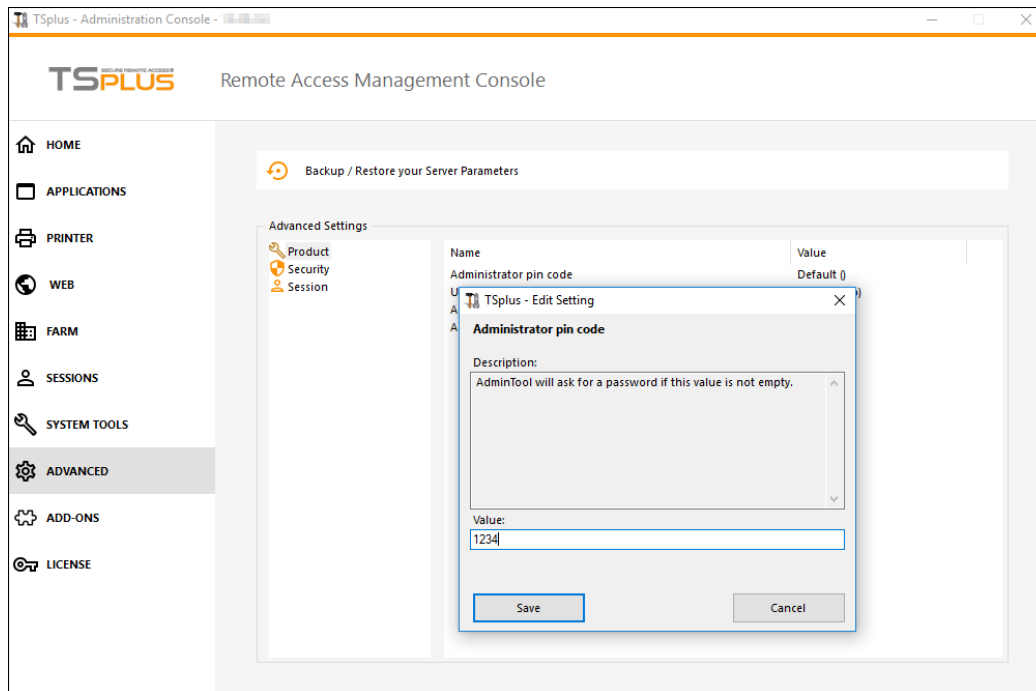 TSplus - Administration Console -
TSPLUS SECURE REMOTE ACCESS
Remote Access Management Console
HOME
APPLICATIONS
PRINTER
WEB
FARM
SESSIONS
SYSTEM TOOLS
ADVANCED
ADD-ONS
LICENSE
Backup / Restore your Server Parameters
Advanced Settings
Product
Security
Session
Name Value
Administrator pin code Default ()
U
A
A
TSplus - Edit Setting
Administrator pin code
Description:
AdminTool will ask for a password if this value is not empty.
Value:
1234
Save Cancel